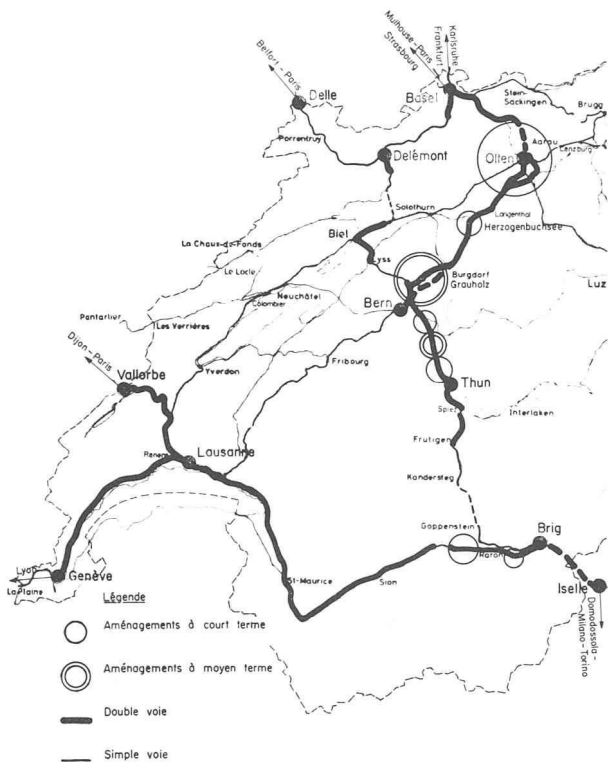 Mulhouse-Paris
Strasbourg
Karlsruhe
Frankfurt
Belfort-Paris
Delle
Basel
Stein-
Säckingen
Brugg
Porrentruy
Delémont
Olten
Aarau
Lenzburg
Solothurn
Langenthal
Herzogenbuchsee
Biel
La Chaux-de-Fonds
Lyss
Le Locle
Burgdorf
Grauholz
Luz
Neuchâtel
Colombier
Bern
Pontarlier
Les Verrières
Dijon-Paris
Fribourg
Vallorbe
Yverdon
Thun
Spiez
Interlaken
Lausanne
Renens
Frutigen
Kandersteg
Goppenstein
Brig
Raron
Lyon
La Plaine
Genève
St-Maurice
Sion
Iselle
Domodossola-
Milano-Torino
Légende
Aménagements à court terme
Aménagements à moyen terme
Double voie
Simple voie